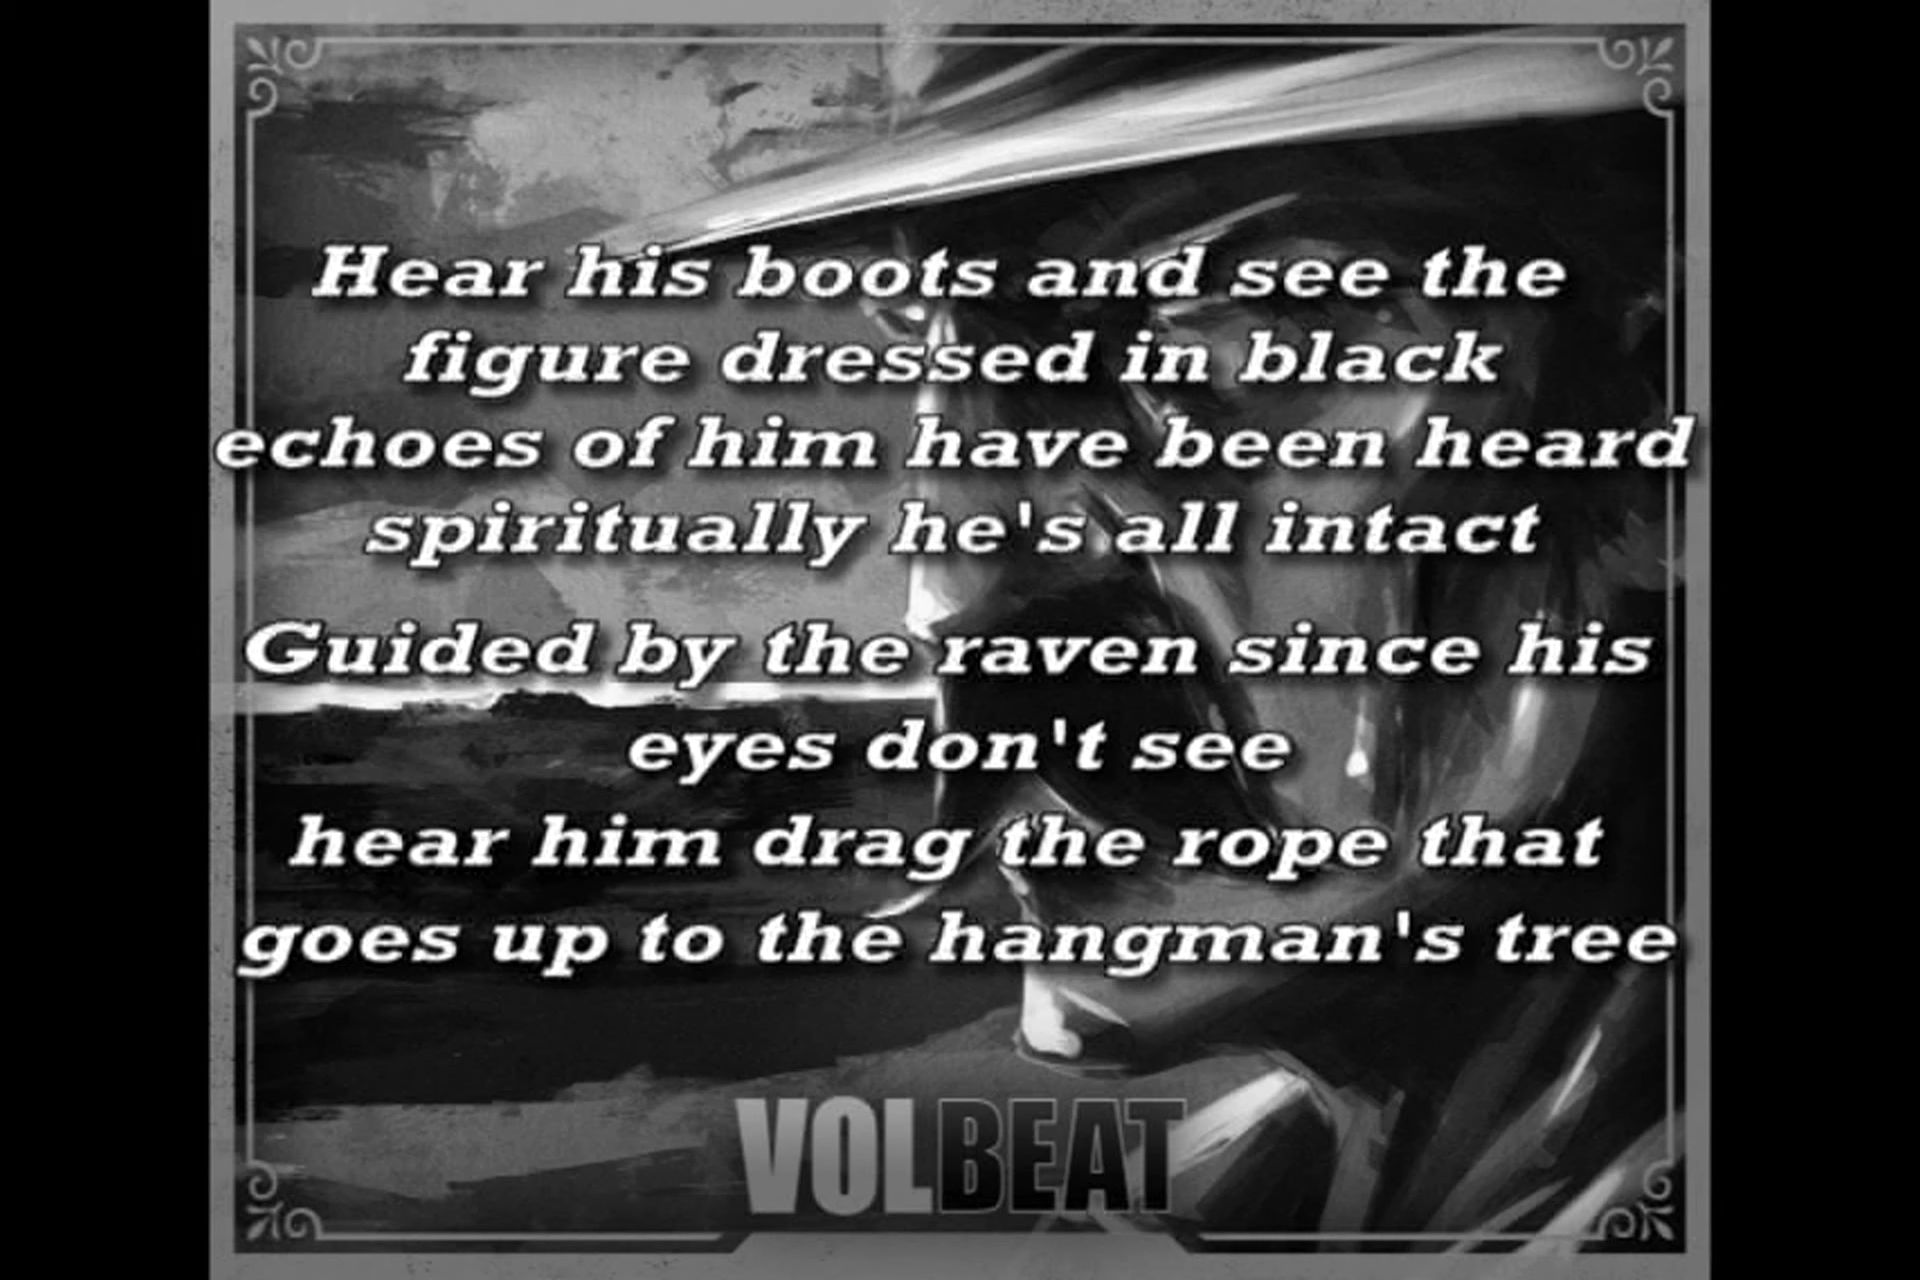 Hear his boots and see the
figure dressed in black
echoes of him have been heard
spiritually he's all intact
Guided by the raven since his
eyes don't see
hear him drag the rope that
goes up to the hangman's tree
VOLBEAT